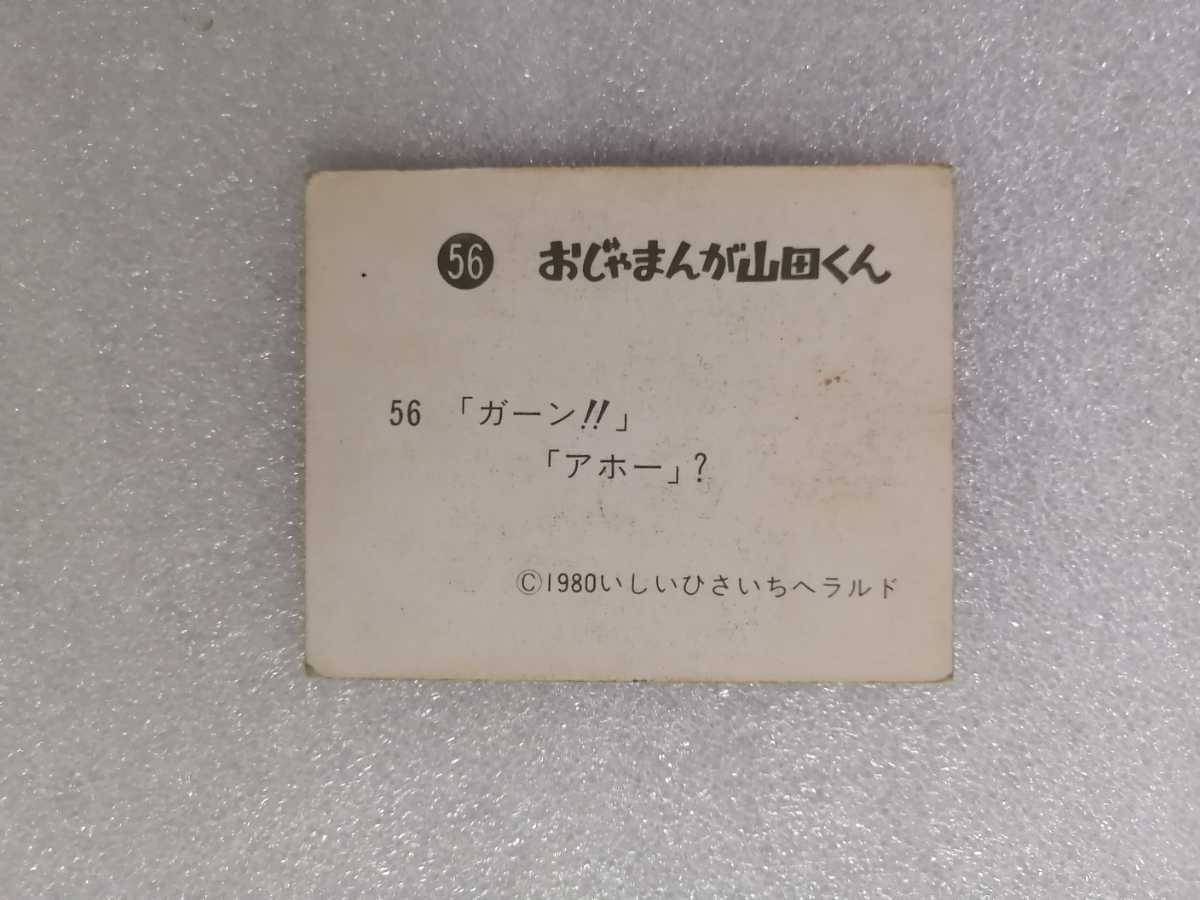 56 おじゃまんが山田くん
56 「ガーン!!」
「アホー」?
©1980いしいひさいちヘラルド